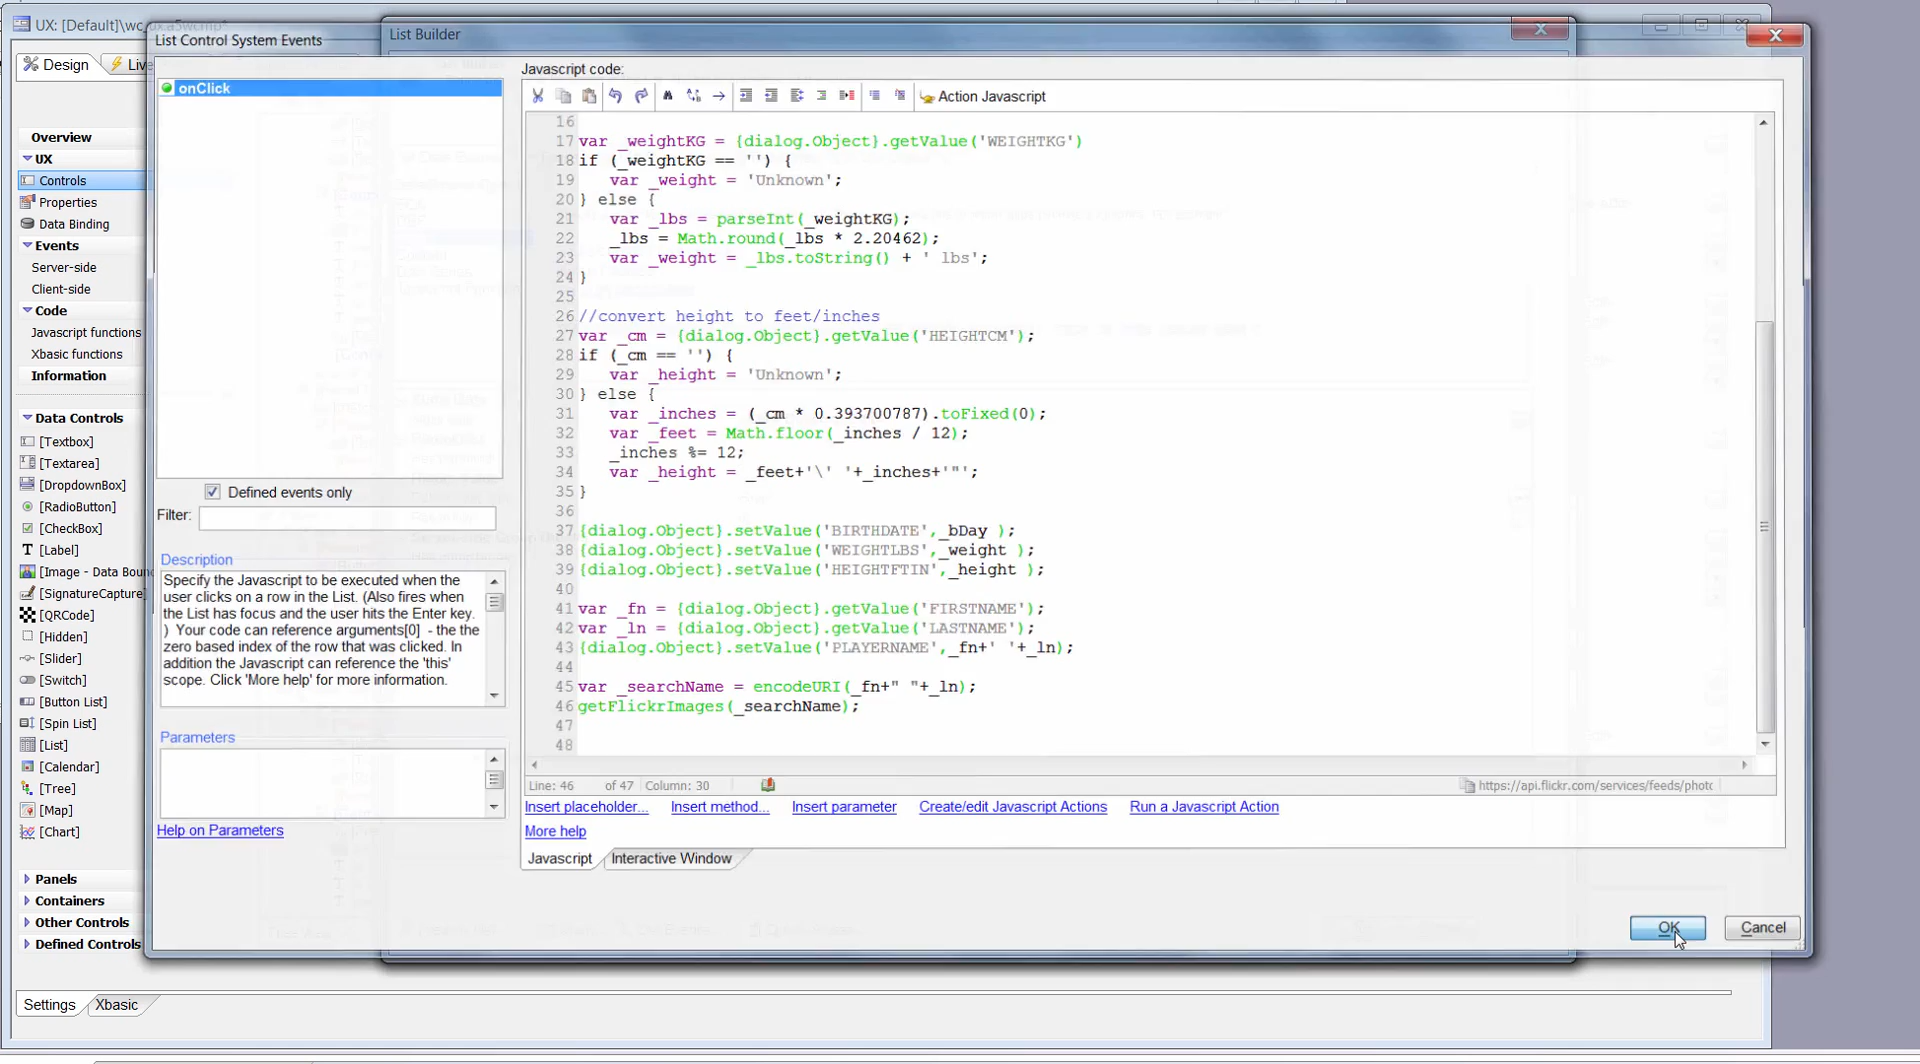 UX: [Default]\wc_ux.a5wcmp*
List Control System Events
List Builder
Design
Live
Overview
UX
Controls
Properties
Data Binding
Events
Server-side
Client-side
Code
Javascript functions
Xbasic functions
Information
Data Controls
[Textbox]
[Textarea]
[DropdownBox]
[RadioButton]
[CheckBox]
[Label]
[Image - Data Boun
[SignatureCapture]
[QRCode]
[Hidden]
[Slider]
[Switch]
[Button List]
[Spin List]
[List]
[Calendar]
[Tree]
[Map]
[Chart]
Panels
Containers
Other Controls
Defined Controls
Settings
Xbasic
onClick
Defined events only
Filter:
Description
Specify the Javascript to be executed when the
user clicks on a row in the List. (Also fires when
the List has focus and the user hits the Enter key.
) Your code can reference arguments[0] - the the
zero based index of the row that was clicked. In
addition the Javascript can reference the 'this'
scope. Click 'More help' for more information.
Parameters
Help on Parameters
Javascript code:
Action Javascript
16
17 var _weightKG = {dialog.Object}.getValue('WEIGHTKG')
18 if (_weightKG == '') {
19 var _weight = 'Unknown';
20 } else {
21 var _lbs = parseInt(_weightKG);
22 _lbs = Math.round(_lbs * 2.20462);
23 var _weight = _lbs.toString() + ' lbs';
24 }
25
26 //convert height to feet/inches
27 var _cm = {dialog.Object}.getValue('HEIGHTCM');
28 if (_cm == '') {
29 var _height = 'Unknown';
30 } else {
31 var _inches = (_cm * 0.393700787).toFixed(0);
32 var _feet = Math.floor(_inches / 12);
33 _inches %= 12;
34 var _height = _feet+'\' '+_inches+'"';
35 }
36
37 {dialog.Object}.setValue('BIRTHDATE',_bDay );
38 {dialog.Object}.setValue('WEIGHTLBS',_weight );
39 {dialog.Object}.setValue('HEIGHTFTIN',_height );
40
41 var _fn = {dialog.Object}.getValue('FIRSTNAME');
42 var _ln = {dialog.Object}.getValue('LASTNAME');
43 {dialog.Object}.setValue('PLAYERNAME',_fn+' '+_ln);
44
45 var _searchName = encodeURI(_fn+" "+_ln);
46 getFlickrImages(_searchName);
47
48
Line: 46 of 47 Column: 30
https://api.flickr.com/services/feeds/photo
Insert placeholder... Insert method... Insert parameter Create/edit Javascript Actions Run a Javascript Action
More help
Javascript
Interactive Window
OK
Cancel